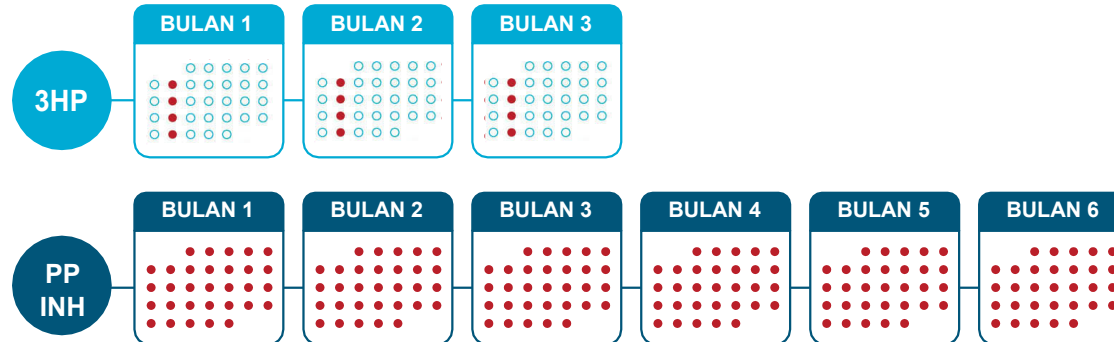 BULAN 1
BULAN 2
BULAN 3
3HP
BULAN 1
BULAN 2
BULAN 3
BULAN 4
BULAN 5
BULAN 6
PP
INH